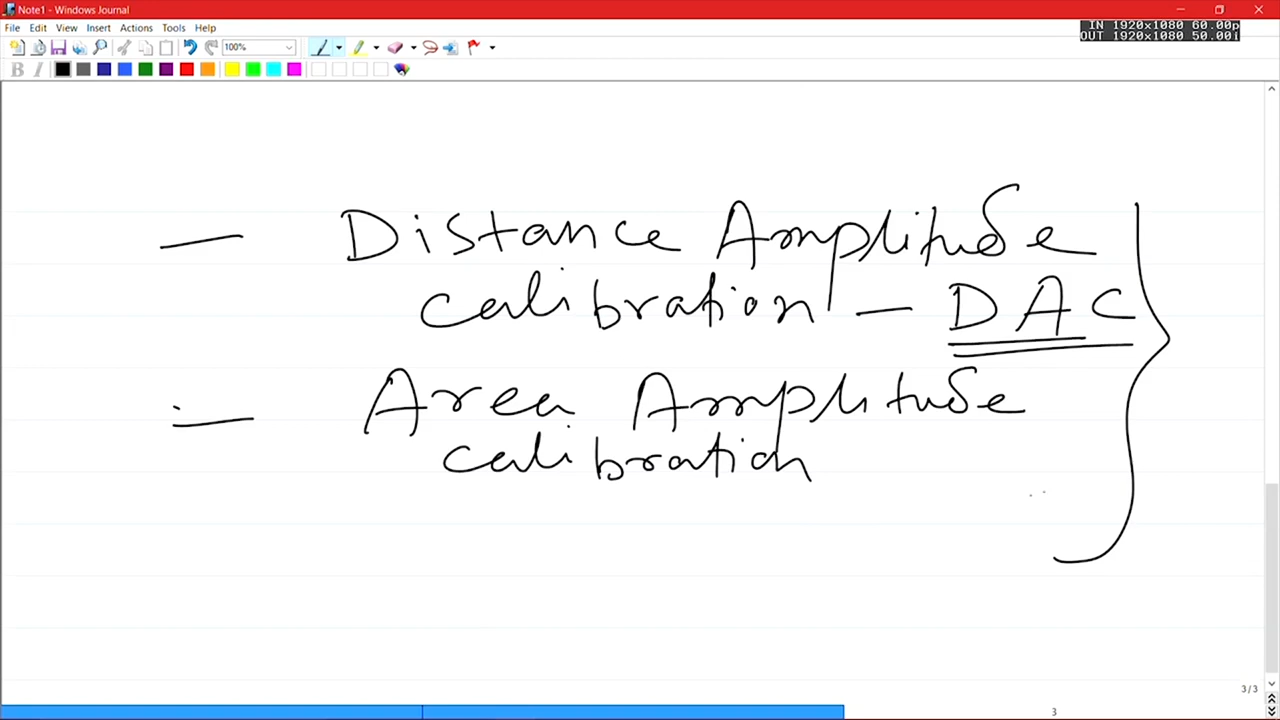 Note1 - Windows Journal
IN 1920x1080 60.00p
OUT 1920x1080 50.00i
File Edit View Insert Actions Tools Help
100%
B I
— Distance Amplitude
calibration - DAC
— Area Amplitude
calibration
3/3
3